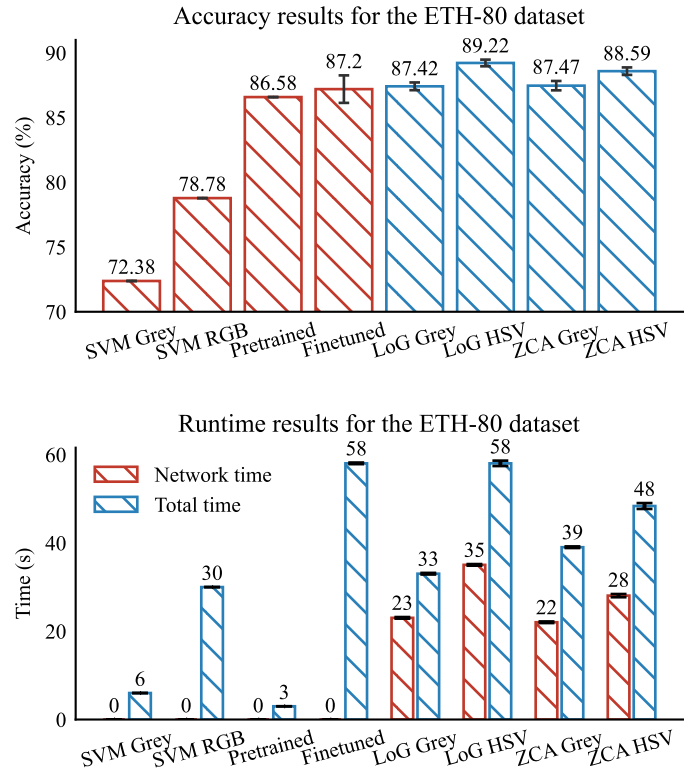 Accuracy results for the ETH-80 dataset
Accuracy (%)
90
85
80
75
70
72.38
78.78
86.58
87.2
87.42
89.22
87.47
88.59
SVM Grey
SVM RGB
Pretrained
Finetuned
LoG Grey
LoG HSV
ZCA Grey
ZCA HSV
Runtime results for the ETH-80 dataset
Time (s)
60
40
20
0
Network time
Total time
0
6
0
30
0
3
0
58
23
33
35
58
22
39
28
48
SVM Grey
SVM RGB
Pretrained
Finetuned
LoG Grey
LoG HSV
ZCA Grey
ZCA HSV